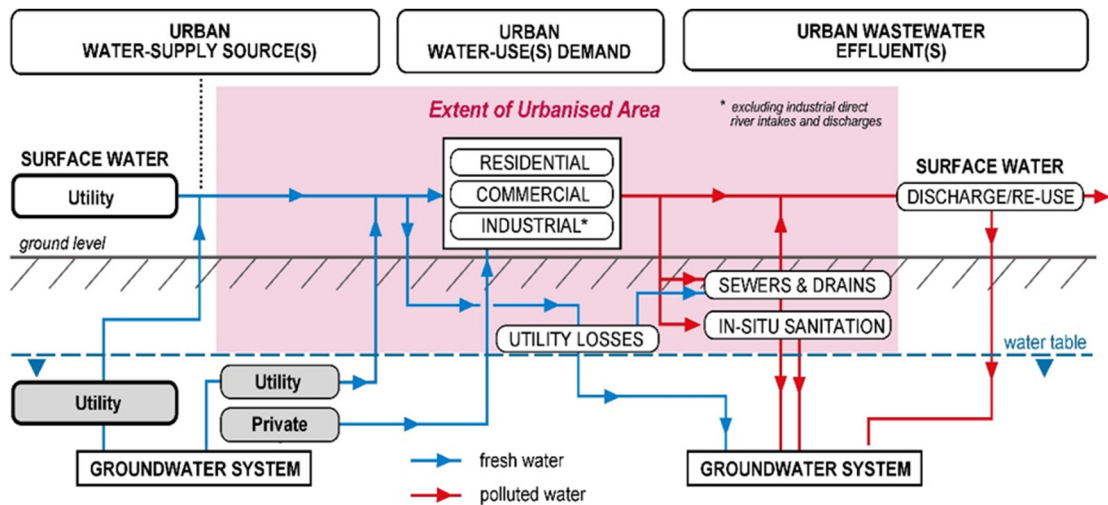 URBAN
WATER-SUPPLY SOURCE(S)
URBAN
WATER-USE(S) DEMAND
URBAN WASTEWATER
EFFLUENT(S)
Extent of Urbanised Area
* excluding industrial direct
river intakes and discharges
SURFACE WATER
Utility
RESIDENTIAL
COMMERCIAL
INDUSTRIAL*
SURFACE WATER
DISCHARGE/RE-USE
ground level
SEWERS & DRAINS
IN-SITU SANITATION
UTILITY LOSSES
water table
Utility
Utility
Private
GROUNDWATER SYSTEM
GROUNDWATER SYSTEM
fresh water
polluted water